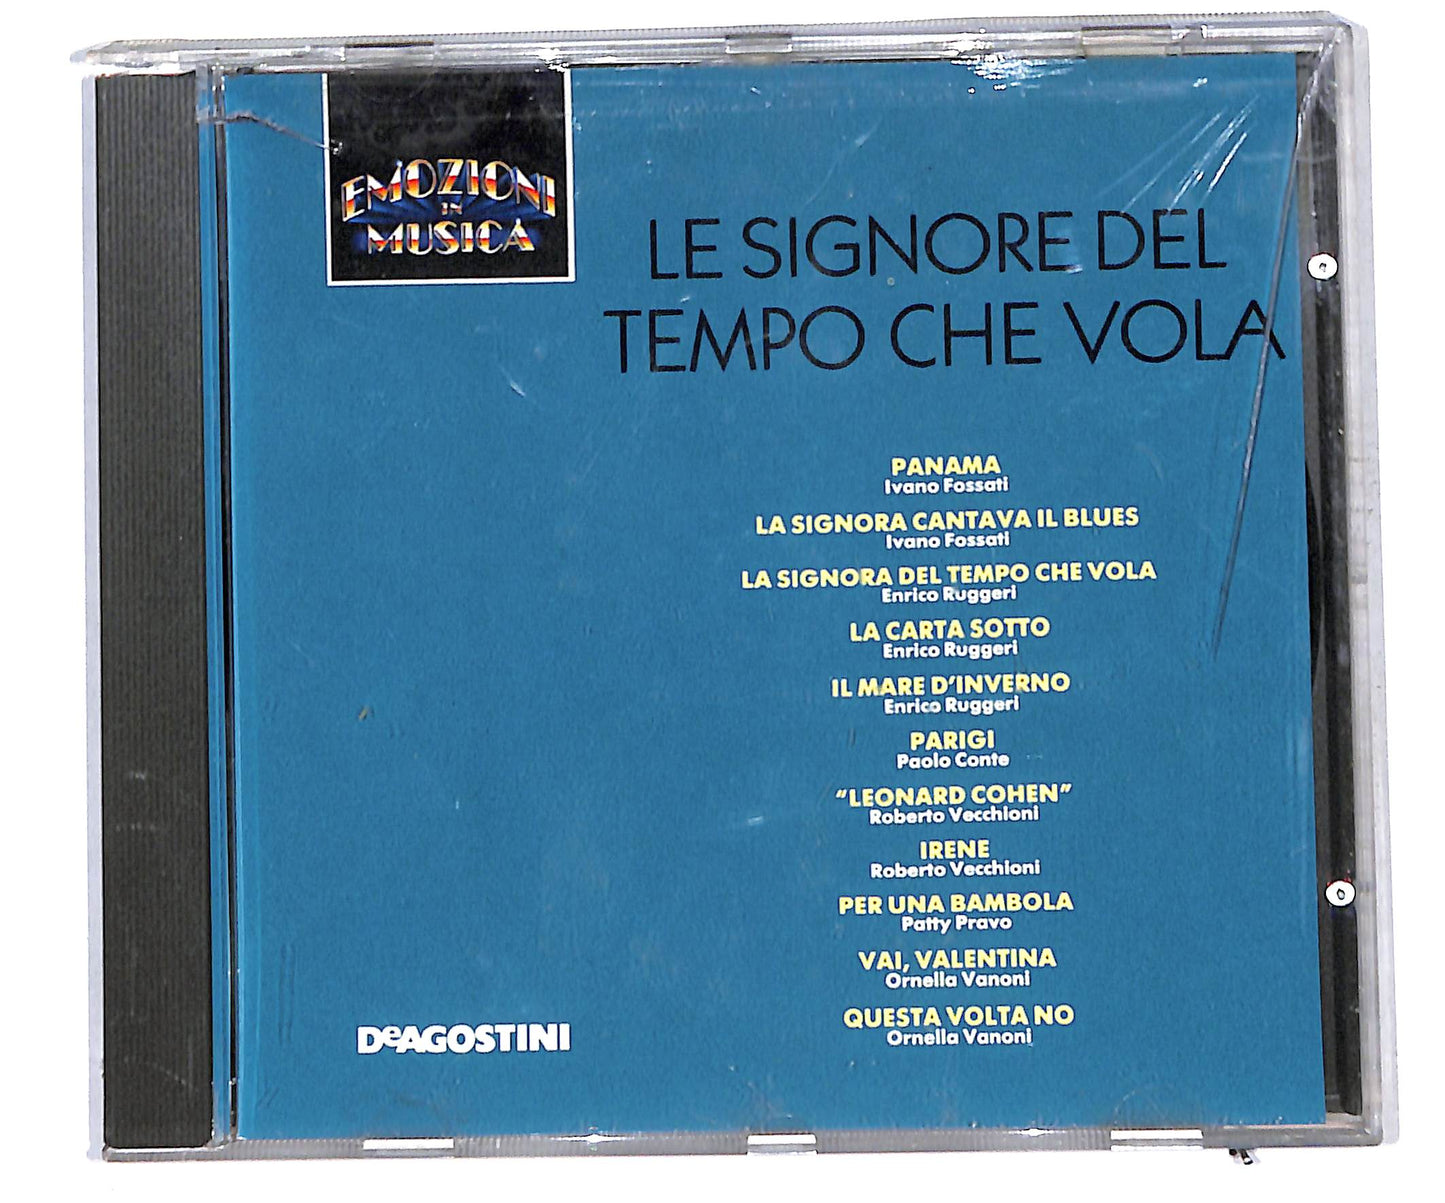 EMOZIONI
IN
MUSICA
LE SIGNORE DEL
TEMPO CHE VOLA
PANAMA
Ivano Fossati
LA SIGNORA CANTAVA IL BLUES
Ivano Fossati
LA SIGNORA DEL TEMPO CHE VOLA
Enrico Ruggeri
LA CARTA SOTTO
Enrico Ruggeri
IL MARE D'INVERNO
Enrico Ruggeri
PARIGI
Paolo Conte
“LEONARD COHEN”
Roberto Vecchioni
IRENE
Roberto Vecchioni
PER UNA BAMBOLA
Patty Pravo
VAI, VALENTINA
Ornella Vanoni
QUESTA VOLTA NO
Ornella Vanoni
DeAGOSTINI